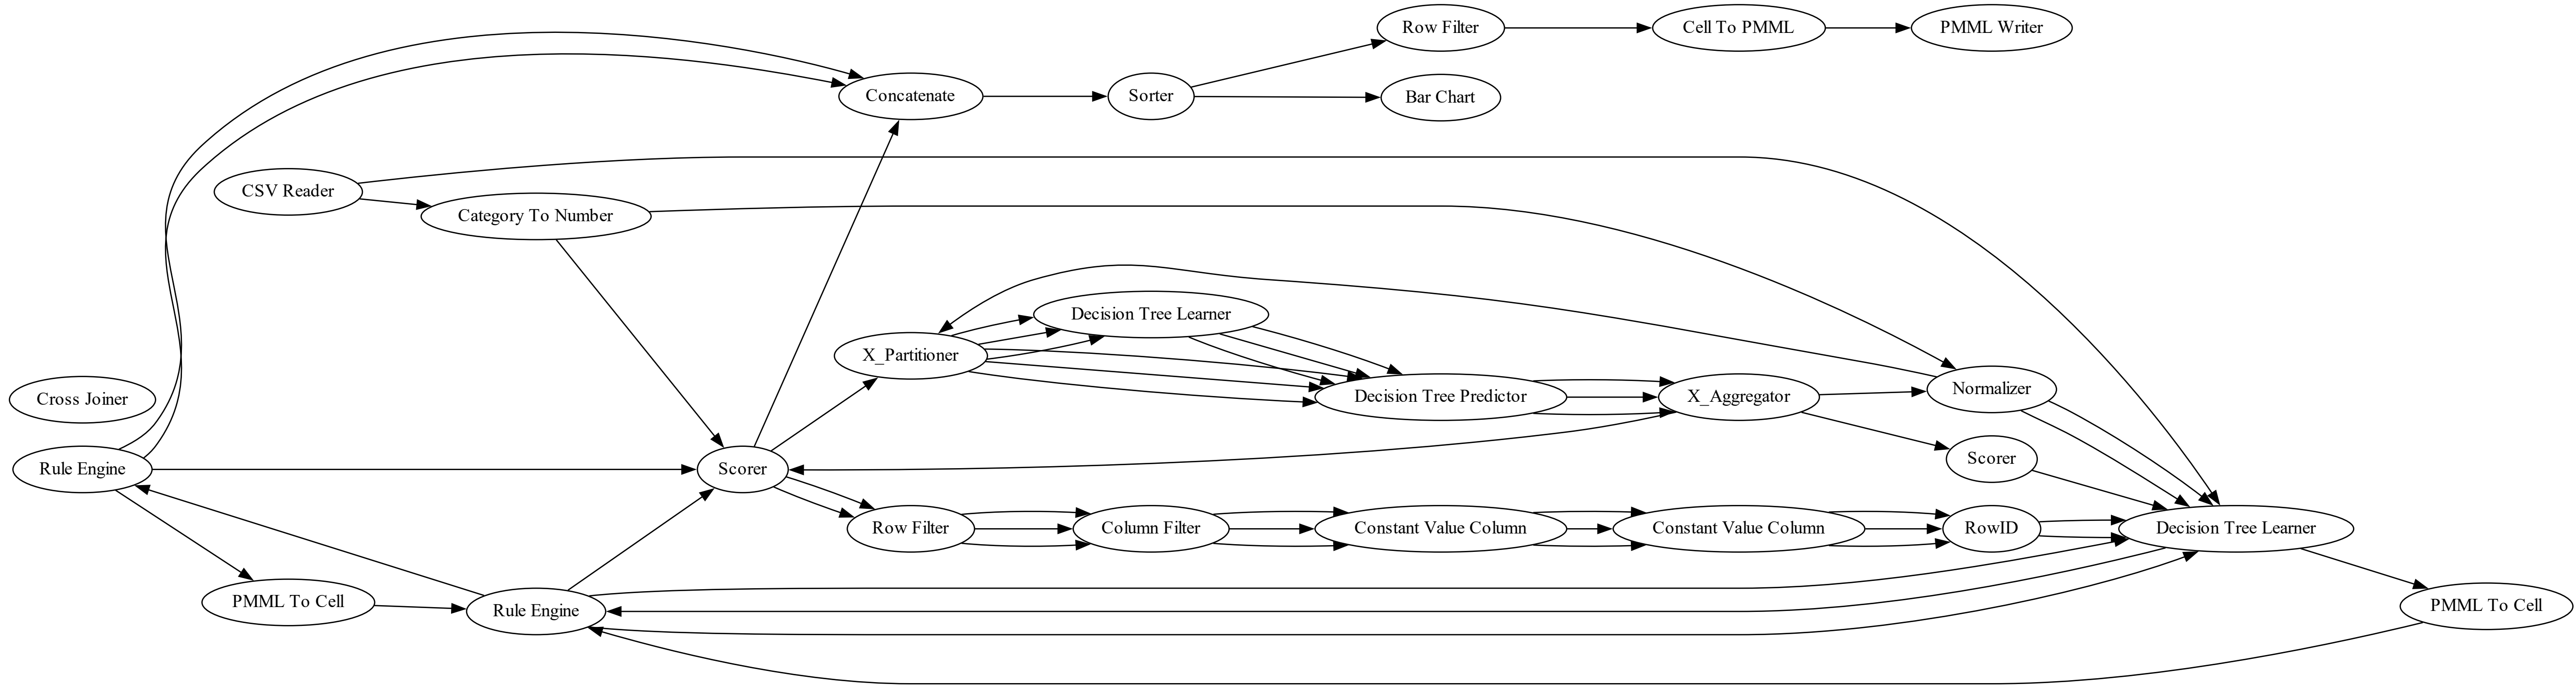 Row Filter
Cell To PMML
PMML Writer
Concatenate
Sorter
Bar Chart
CSV Reader
Category To Number
Decision Tree Learner
X_Partitioner
Cross Joiner
Decision Tree Predictor
X_Aggregator
Normalizer
Rule Engine
Scorer
Scorer
Row Filter
Column Filter
Constant Value Column
Constant Value Column
RowID
Decision Tree Learner
PMML To Cell
Rule Engine
PMML To Cell